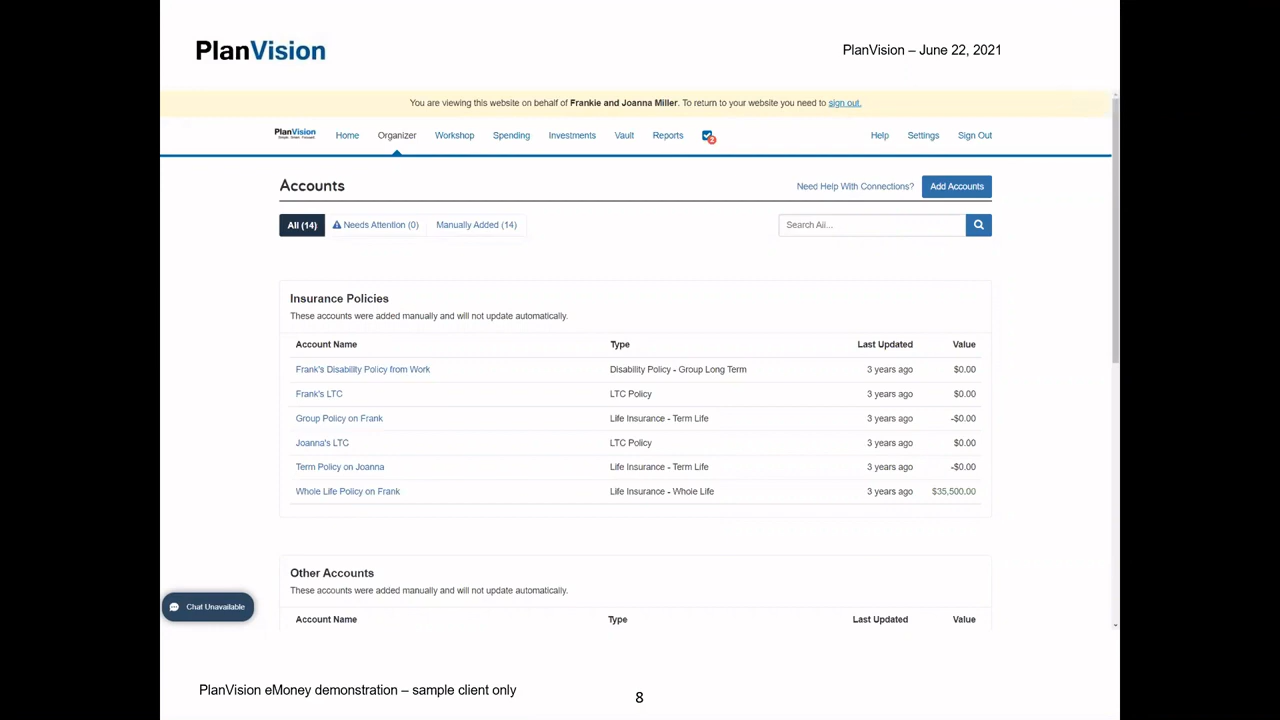 PlanVision
PlanVision – June 22, 2021
You are viewing this website on behalf of Frankie and Joanna Miller. To return to your website you need to sign out.
PlanVision Home Organizer Workshop Spending Investments Vault Reports 2 Help Settings Sign Out
Accounts Need Help With Connections? Add Accounts
All (14) Needs Attention (0) Manually Added (14) Search All...
Insurance Policies
These accounts were added manually and will not update automatically.
Account Name Type Last Updated Value
Frank's Disability Policy from Work Disability Policy - Group Long Term 3 years ago $0.00
Frank's LTC LTC Policy 3 years ago $0.00
Group Policy on Frank Life Insurance - Term Life 3 years ago -$0.00
Joanna's LTC LTC Policy 3 years ago $0.00
Term Policy on Joanna Life Insurance - Term Life 3 years ago -$0.00
Whole Life Policy on Frank Life Insurance - Whole Life 3 years ago $35,500.00
Other Accounts
These accounts were added manually and will not update automatically.
Account Name Type Last Updated Value
Chat Unavailable
PlanVision eMoney demonstration – sample client only
8